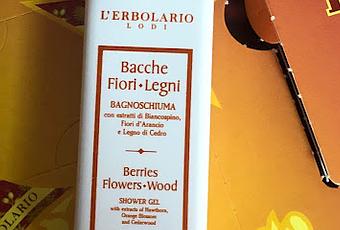 L'ERBOLARIO
LODI
Bacche
Fiori•Legni
BAGNOSCHIUMA
con estratti di Biancospino,
Fiori d'Arancio
e Legno di Cedro
Berries
Flowers•Wood
SHOWER GEL
with extracts of Hawthorn,
Orange Blossom
and Cedarwood